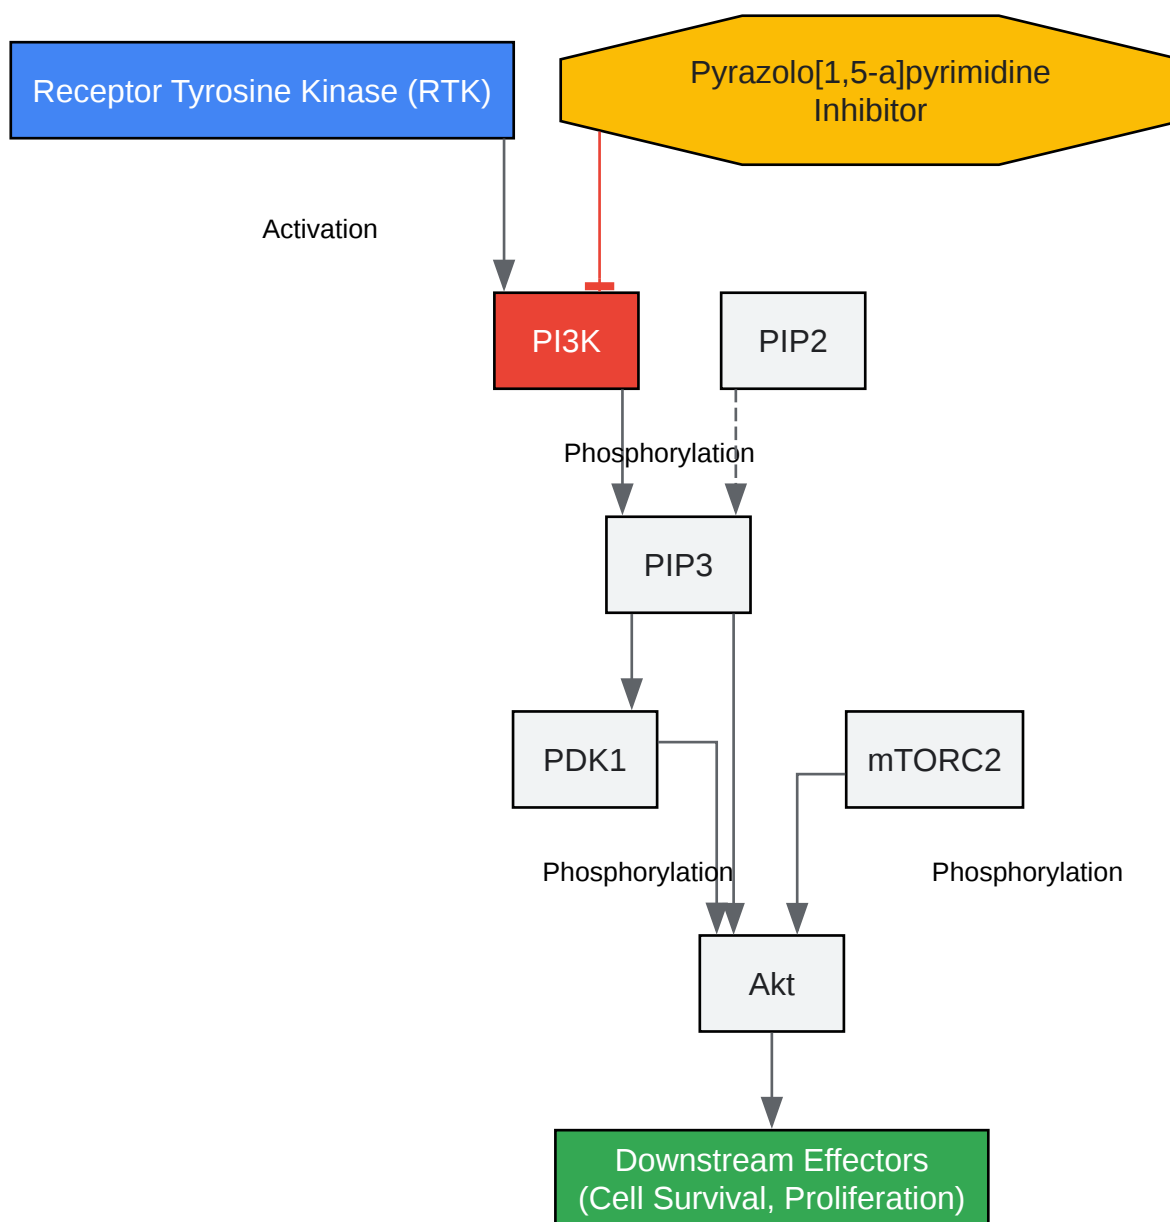 Receptor Tyrosine Kinase (RTK)
Pyrazolo[1,5-a]pyrimidine
Inhibitor
Activation
PI3K
PIP2
Phosphorylation
PIP3
PDK1
mTORC2
Phosphorylation
Phosphorylation
Akt
Downstream Effectors
(Cell Survival, Proliferation)